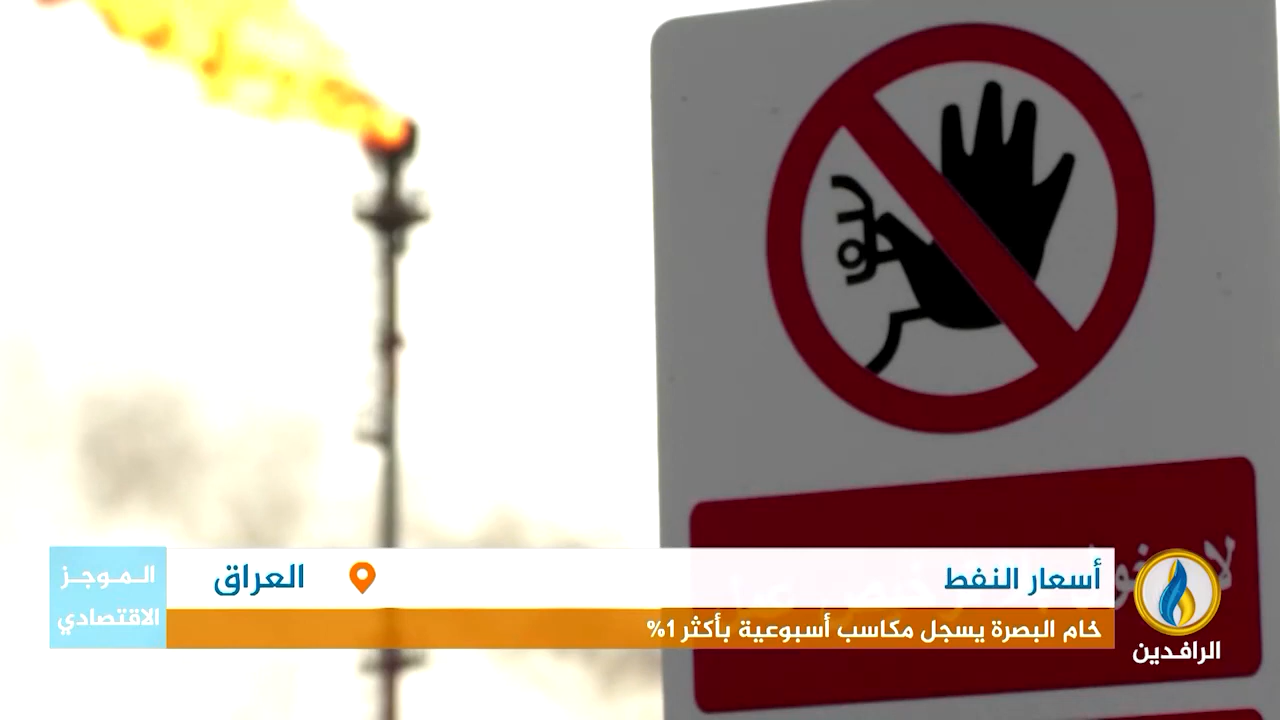 أسعار النفط
العراق
خام البصرة يسجل مكاسب أسبوعية بأكثر 1%
الـمـوجـز
الاقتصادي
الرافدين